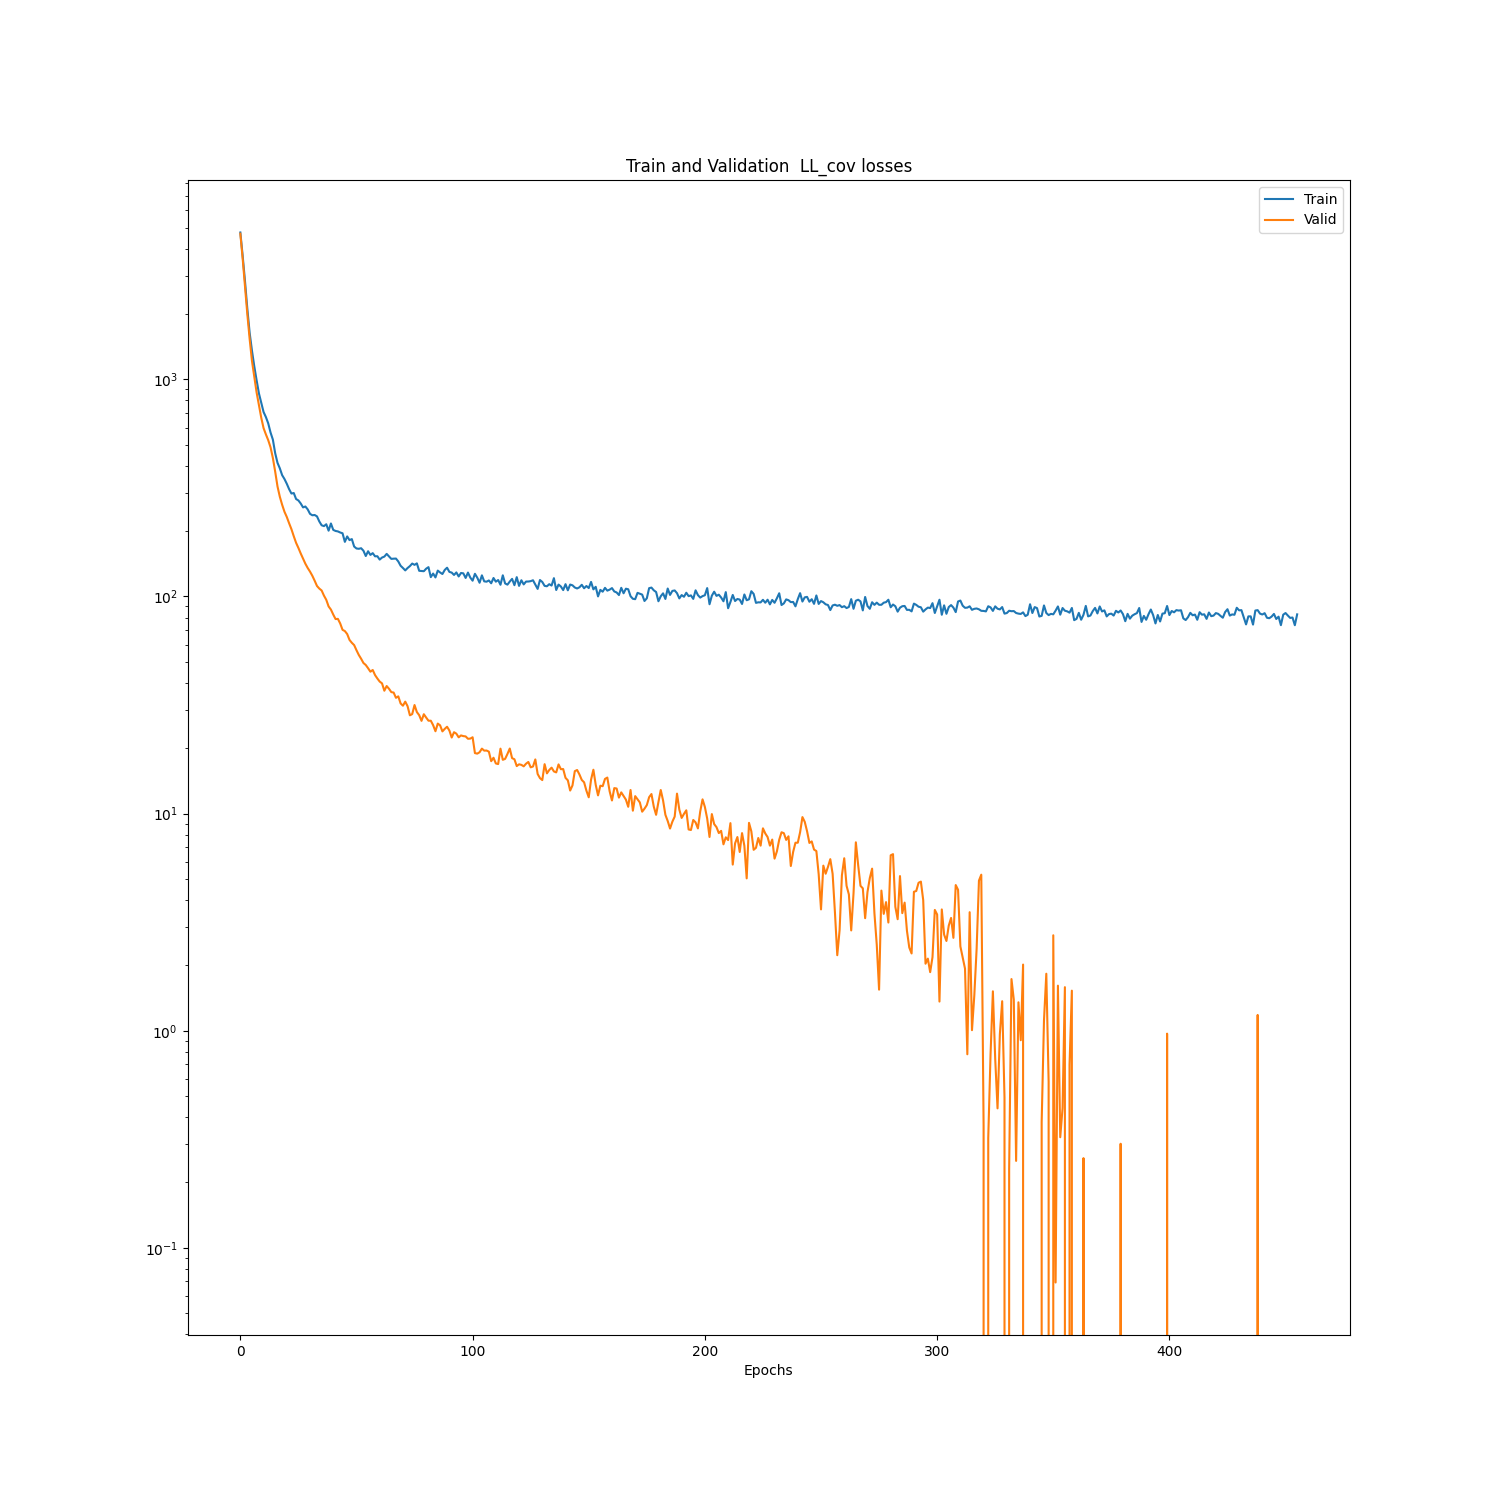 Train and Validation  LL_cov losses
Train
Valid
10³
10²
10¹
10⁰
10⁻¹
0 100 200 300 400
Epochs